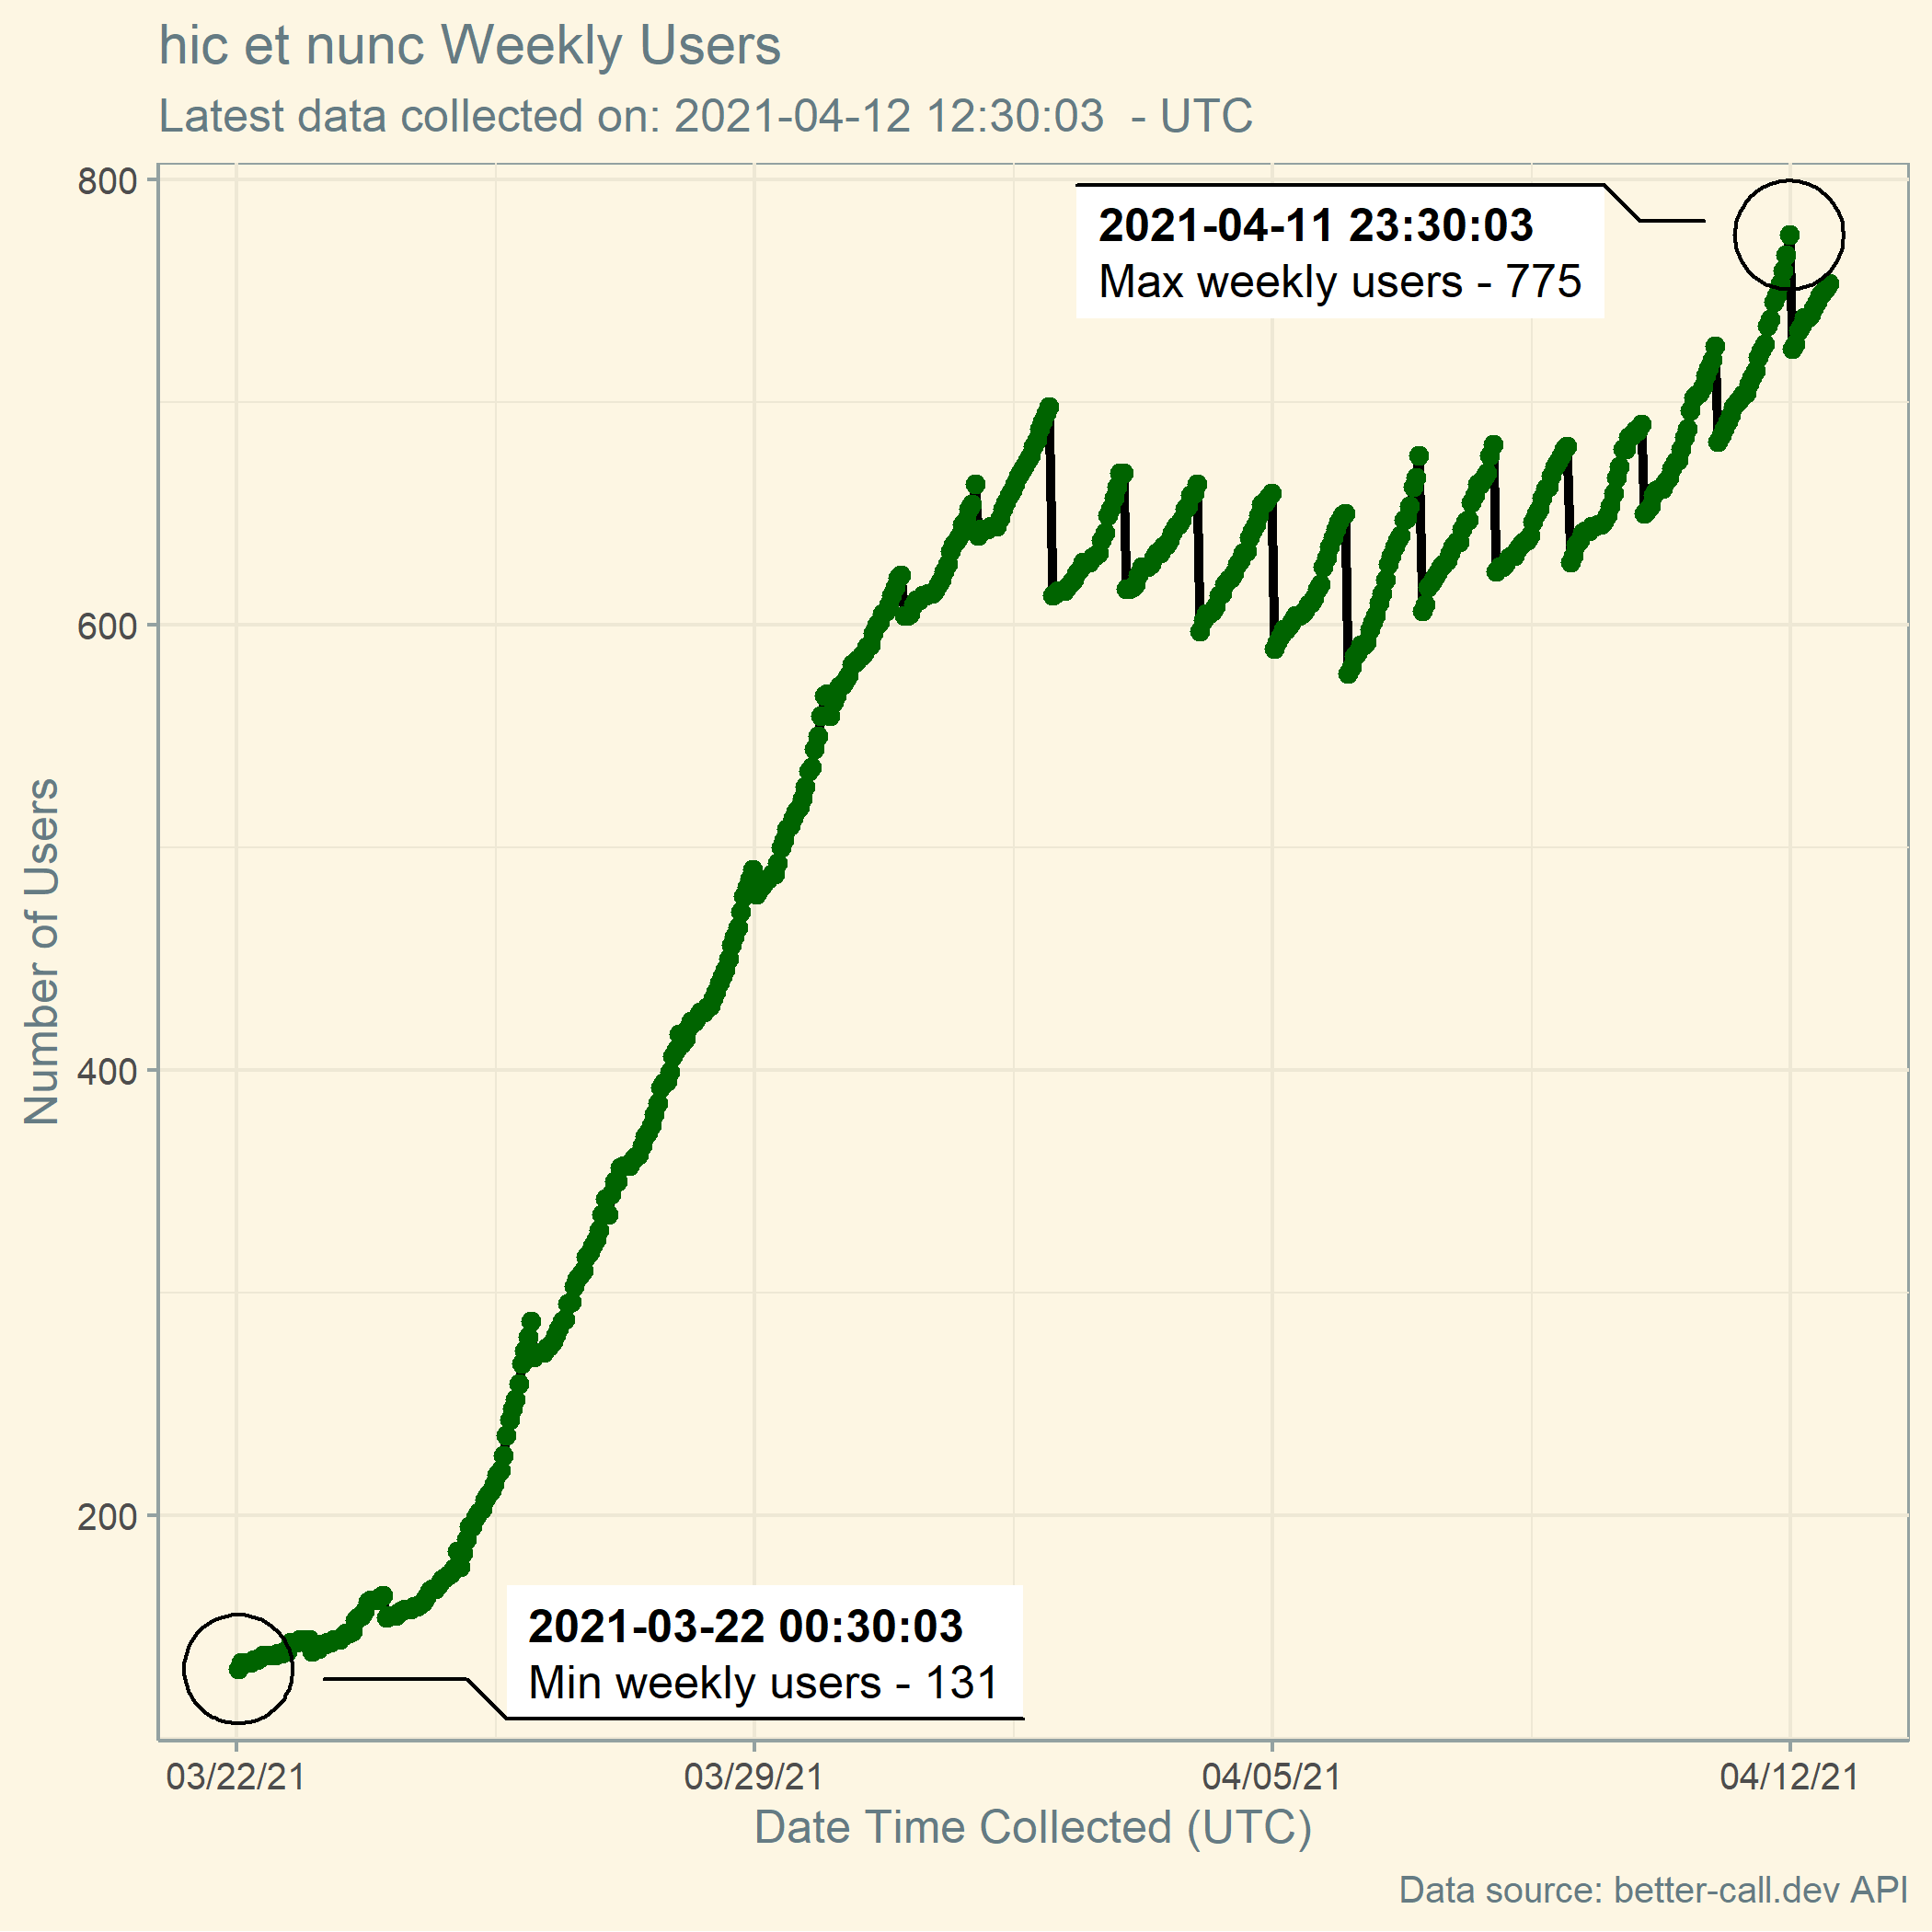 hic et nunc Weekly Users
Latest data collected on: 2021-04-12 12:30:03  - UTC
800
2021-04-11 23:30:03
Max weekly users - 775
600
Number of Users
400
200
2021-03-22 00:30:03
Min weekly users - 131
03/22/21
03/29/21
04/05/21
04/12/21
Date Time Collected (UTC)
Data source: better-call.dev API